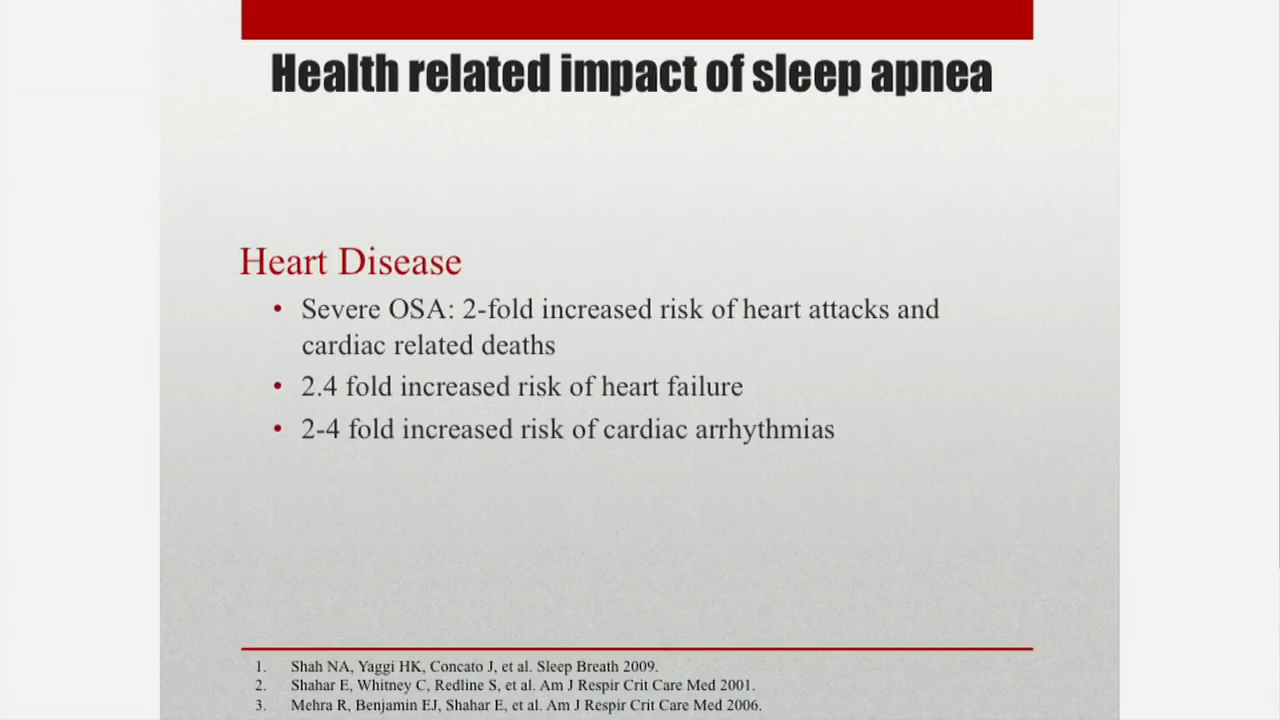 Health related impact of sleep apnea
Heart Disease
• Severe OSA: 2-fold increased risk of heart attacks and
cardiac related deaths
• 2.4 fold increased risk of heart failure
• 2-4 fold increased risk of cardiac arrhythmias
1. Shah NA, Yaggi HK, Concato J, et al. Sleep Breath 2009.
2. Shahar E, Whitney C, Redline S, et al. Am J Respir Crit Care Med 2001.
3. Mehra R, Benjamin EJ, Shahar E, et al. Am J Respir Crit Care Med 2006.